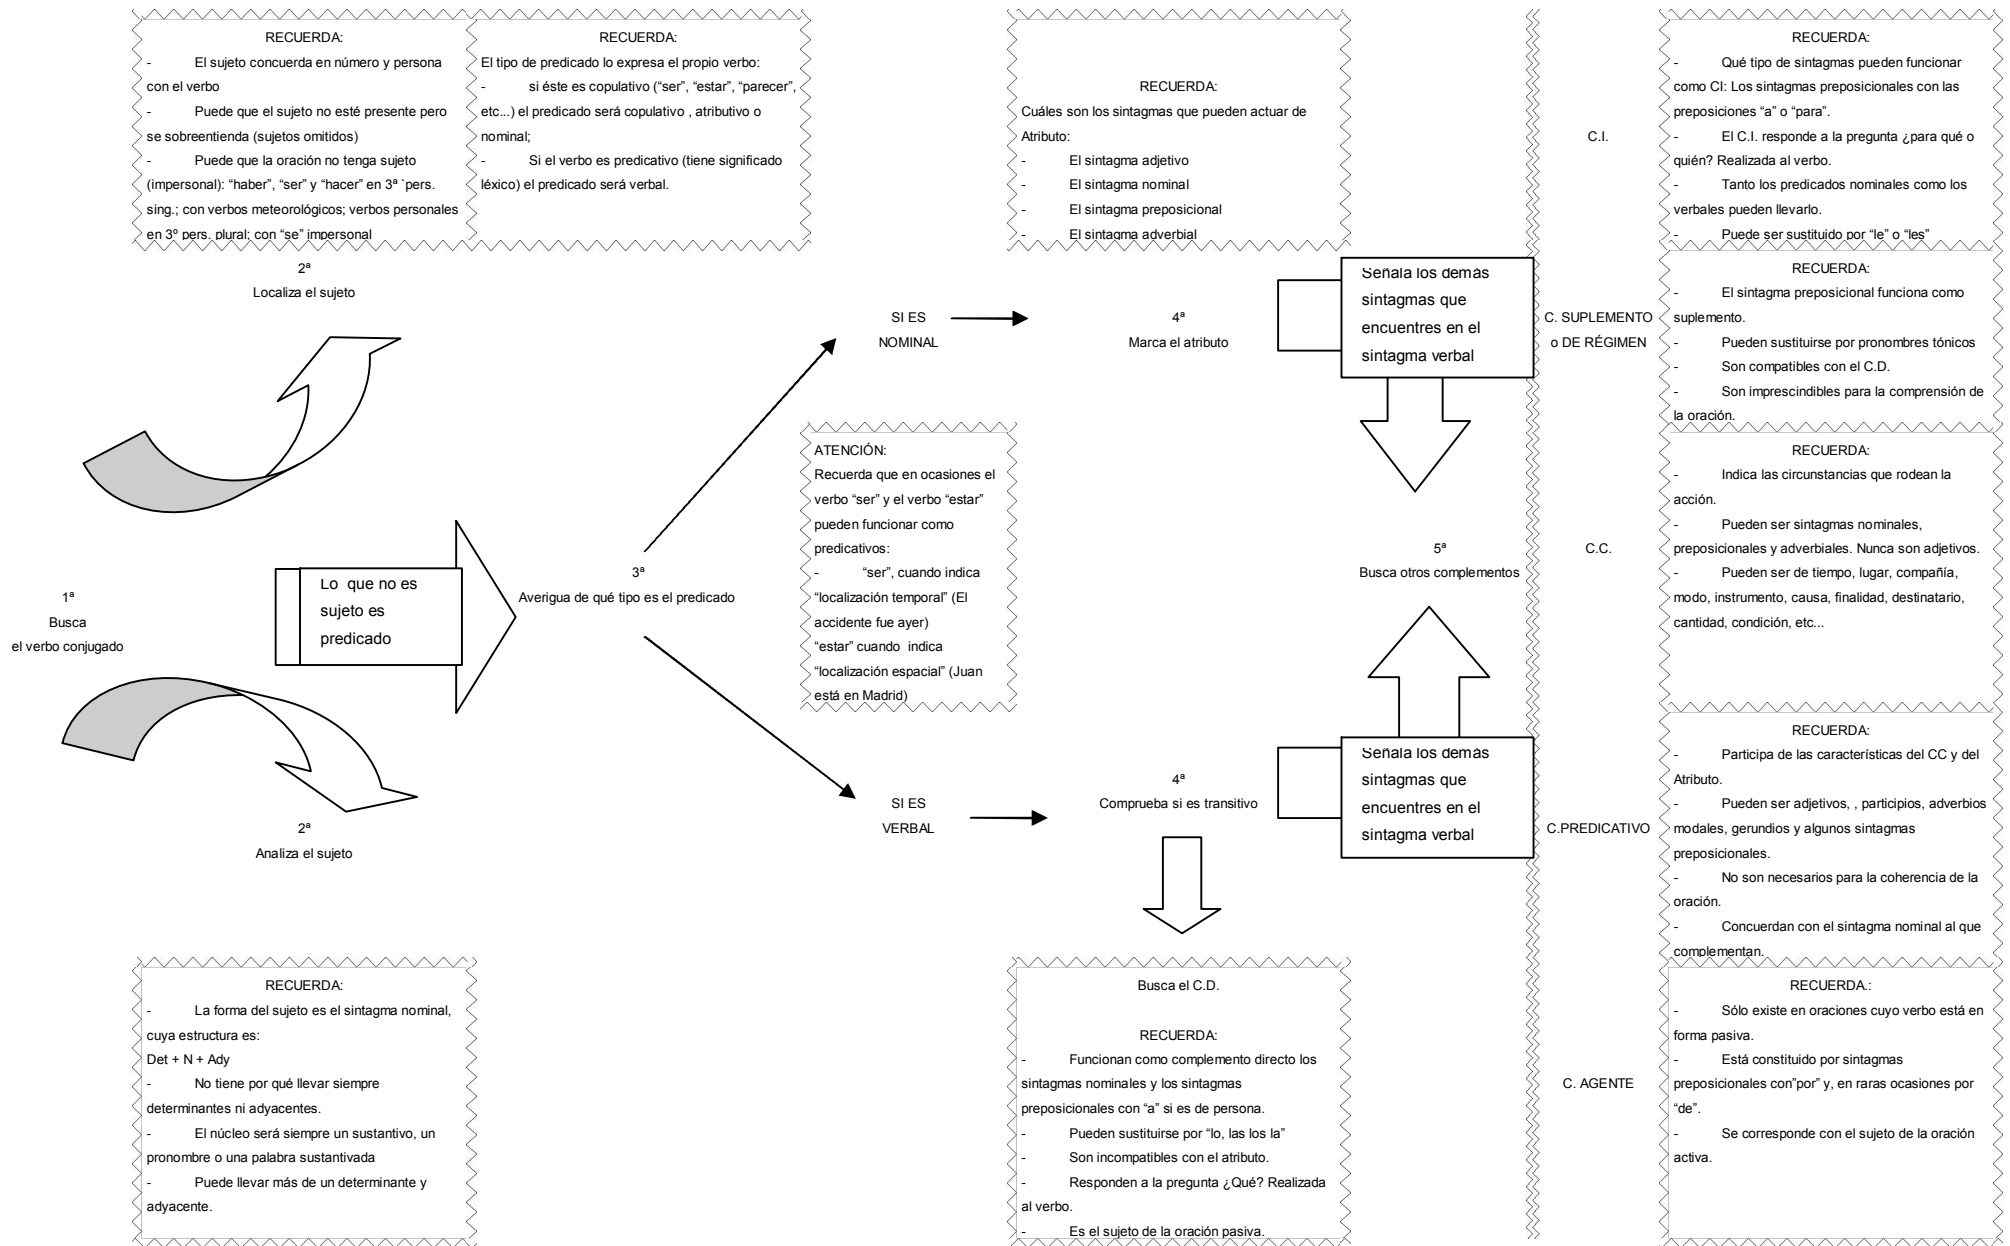 RECUERDA:
- El sujeto concuerda en número y persona
con el verbo
- Puede que el sujeto no esté presente pero
se sobreentienda (sujetos omitidos)
- Puede que la oración no tenga sujeto
(impersonal): “haber”, “ser” y “hacer” en 3ª `pers.
sing.; con verbos meteorológicos; verbos personales
en 3º pers. plural; con “se” impersonal
RECUERDA:
El tipo de predicado lo expresa el propio verbo:
- si éste es copulativo (“ser”, “estar”, “parecer”,
etc...) el predicado será copulativo , atributivo o
nominal;
- Si el verbo es predicativo (tiene significado
léxico) el predicado será verbal.
RECUERDA:
Cuáles son los sintagmas que pueden actuar de
Atributo:
- El sintagma adjetivo
- El sintagma nominal
- El sintagma preposicional
- El sintagma adverbial
C.I.
RECUERDA:
- Qué tipo de sintagmas pueden funcionar
como CI: Los sintagmas preposicionales con las
preposiciones “a” o “para”.
- El C.I. responde a la pregunta ¿para qué o
quién? Realizada al verbo.
- Tanto los predicados nominales como los
verbales pueden llevarlo.
- Puede ser sustituido por “le” o “les”
2ª
Localiza el sujeto
SI ES
NOMINAL
4ª
Marca el atributo
Señala los demás
sintagmas que
encuentres en el
sintagma verbal
C. SUPLEMENTO
o DE RÉGIMEN
RECUERDA:
- El sintagma preposicional funciona como
suplemento.
- Pueden sustituirse por pronombres tónicos
- Son compatibles con el C.D.
- Son imprescindibles para la comprensión de
la oración.
1ª
Busca
el verbo conjugado
Lo que no es
sujeto es
predicado
3ª
Averigua de qué tipo es el predicado
ATENCIÓN:
Recuerda que en ocasiones el
verbo “ser” y el verbo “estar”
pueden funcionar como
predicativos:
- “ser”, cuando indica
“localización temporal” (El
accidente fue ayer)
“estar” cuando indica
“localización espacial” (Juan
está en Madrid)
5ª
Busca otros complementos
C.C.
RECUERDA:
- Indica las circunstancias que rodean la
acción.
- Pueden ser sintagmas nominales,
preposicionales y adverbiales. Nunca son adjetivos.
- Pueden ser de tiempo, lugar, compañía,
modo, instrumento, causa, finalidad, destinatario,
cantidad, condición, etc...
2ª
Analiza el sujeto
SI ES
VERBAL
4ª
Comprueba si es transitivo
Señala los demás
sintagmas que
encuentres en el
sintagma verbal
C.PREDICATIVO
RECUERDA:
- Participa de las características del CC y del
Atributo.
- Pueden ser adjetivos, , participios, adverbios
modales, gerundios y algunos sintagmas
preposicionales.
- No son necesarios para la coherencia de la
oración.
- Concuerdan con el sintagma nominal al que
complementan.
RECUERDA:
- La forma del sujeto es el sintagma nominal,
cuya estructura es:
Det + N + Ady
- No tiene por qué llevar siempre
determinantes ni adyacentes.
- El núcleo será siempre un sustantivo, un
pronombre o una palabra sustantivada
- Puede llevar más de un determinante y
adyacente.
Busca el C.D.
RECUERDA:
- Funcionan como complemento directo los
sintagmas nominales y los sintagmas
preposicionales con “a” si es de persona.
- Pueden sustituirse por “lo, las los la”
- Son incompatibles con el atributo.
- Responden a la pregunta ¿Qué? Realizada
al verbo.
- Es el sujeto de la oración pasiva.
C. AGENTE
RECUERDA.:
- Sólo existe en oraciones cuyo verbo está en
forma pasiva.
- Está constituido por sintagmas
preposicionales con”por” y, en raras ocasiones por
“de”.
- Se corresponde con el sujeto de la oración
activa.